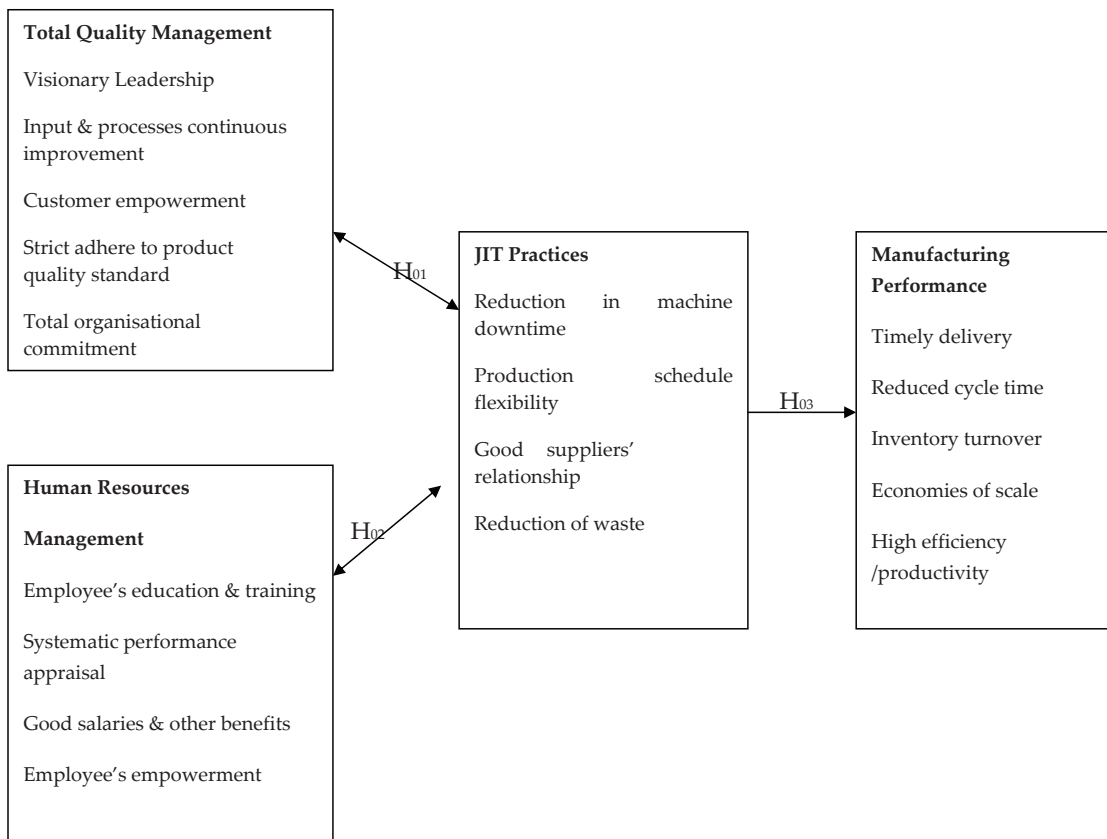 Total Quality Management
Visionary Leadership
Input & processes continuous
improvement
Customer empowerment
Strict adhere to product
quality standard
Total organisational
commitment
H01
Human Resources
Management
Employee’s education & training
Systematic performance
appraisal
Good salaries & other benefits
Employee’s empowerment
H02
JIT Practices
Reduction in machine
downtime
Production schedule
flexibility
Good suppliers’
relationship
Reduction of waste
H03
Manufacturing
Performance
Timely delivery
Reduced cycle time
Inventory turnover
Economies of scale
High efficiency
/productivity